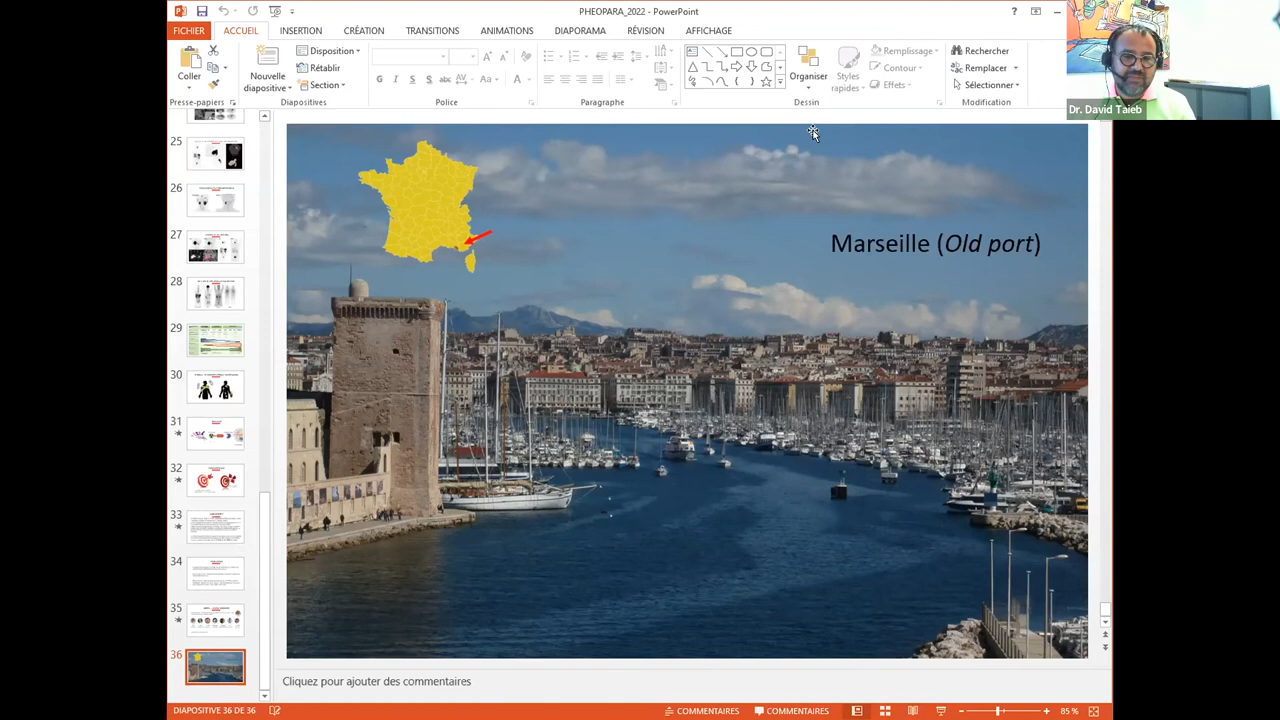 PHEOPARA_2022 - PowerPoint
?
FICHIER
ACCUEIL
INSERTION
CRÉATION
TRANSITIONS
ANIMATIONS
DIAPORAMA
RÉVISION
AFFICHAGE
Coller
Presse-papiers
Nouvelle
diapositive
Disposition
Rétablir
Section
Diapositives
G I S S abc AV Aa A
Police
Paragraphe
Organiser
Styles
rapides
Remplissage
Contour
Effets
Dessin
Rechercher
Remplacer
Sélectionner
Modification
Dr. David Taieb
25
26
27
28
29
30
31
32
33
34
35
36
Marseille (Old port)
Cliquez pour ajouter des commentaires
DIAPOSITIVE 36 DE 36
COMMENTAIRES
COMMENTAIRES
85 %